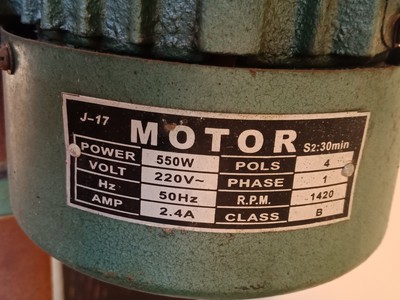 J-17 MOTOR S2:30min
POWER 550W POLS 4
VOLT 220V~ PHASE 1
Hz 50Hz R.P.M. 1420
AMP 2.4A CLASS B